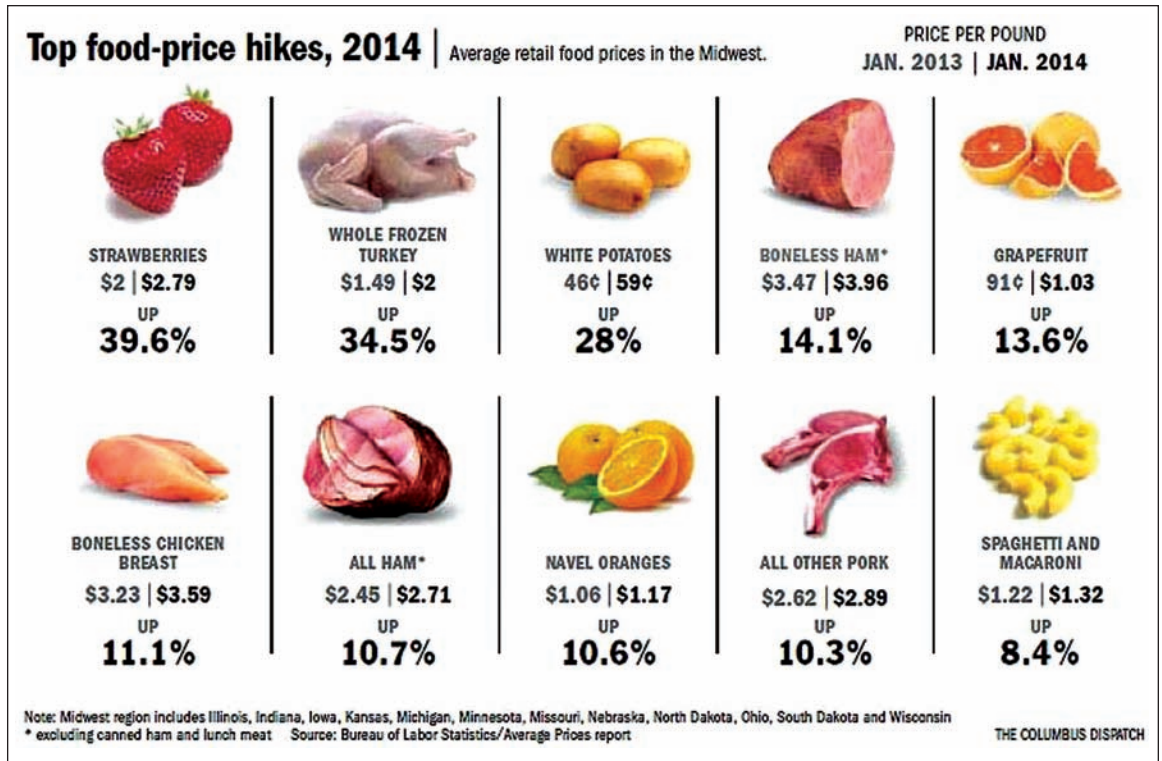 Top food-price hikes, 2014 | Average retail food prices in the Midwest.
PRICE PER POUND
JAN. 2013 | JAN. 2014
STRAWBERRIES
$2 | $2.79
UP
39.6%
WHOLE FROZEN
TURKEY
$1.49 | $2
UP
34.5%
WHITE POTATOES
46¢ | 59¢
UP
28%
BONELESS HAM*
$3.47 | $3.96
UP
14.1%
GRAPEFRUIT
91¢ | $1.03
UP
13.6%
BONELESS CHICKEN
BREAST
$3.23 | $3.59
UP
11.1%
ALL HAM*
$2.45 | $2.71
UP
10.7%
NAVEL ORANGES
$1.06 | $1.17
UP
10.6%
ALL OTHER PORK
$2.62 | $2.89
UP
10.3%
SPAGHETTI AND
MACARONI
$1.22 | $1.32
UP
8.4%
Note: Midwest region includes Illinois, Indiana, Iowa, Kansas, Michigan, Minnesota, Missouri, Nebraska, North Dakota, Ohio, South Dakota and Wisconsin
* excluding canned ham and lunch meat Source: Bureau of Labor Statistics/Average Prices report
THE COLUMBUS DISPATCH